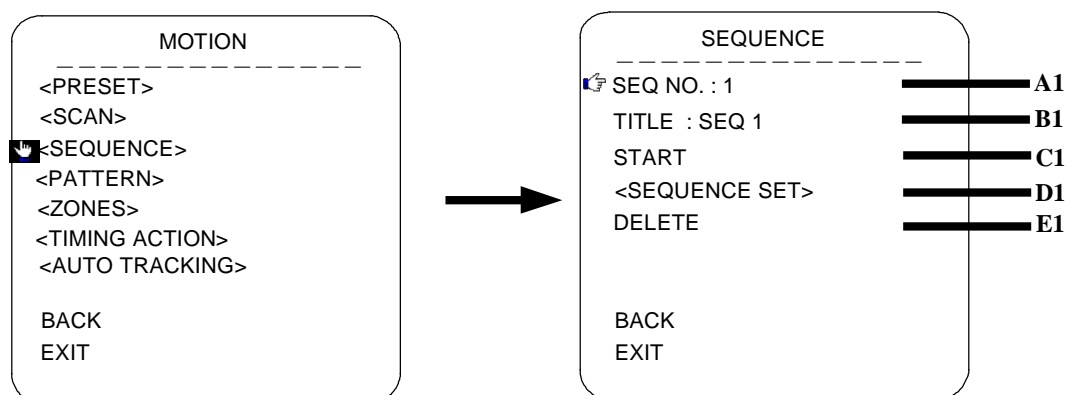 MOTION
<PRESET>
<SCAN>
<SEQUENCE>
<PATTERN>
<ZONES>
<TIMING ACTION>
<AUTO TRACKING>
BACK
EXIT
SEQUENCE
SEQ NO. : 1 A1
TITLE : SEQ 1 B1
START C1
<SEQUENCE SET> D1
DELETE E1
BACK
EXIT